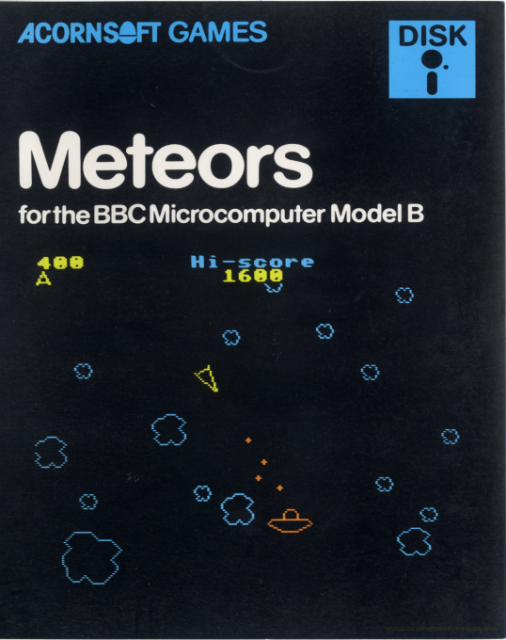 ACORNSOFT GAMES
DISK
Meteors
for the BBC Microcomputer Model B
400
Hi-score
1600